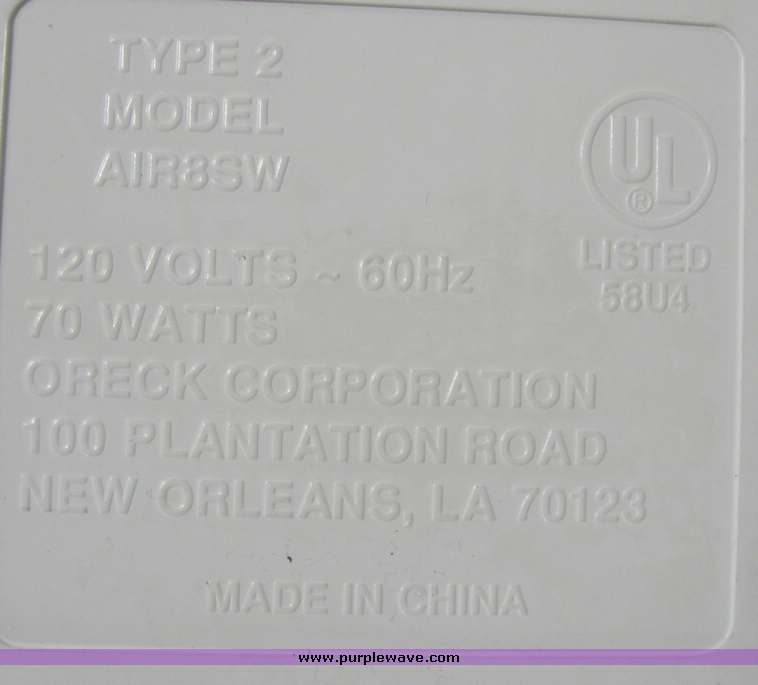 TYPE 2
MODEL
AIR8SW
UL
®
LISTED
58U4
120 VOLTS ~ 60Hz
70 WATTS
ORECK CORPORATION
100 PLANTATION ROAD
NEW ORLEANS, LA 70123
MADE IN CHINA
www.purplewave.com